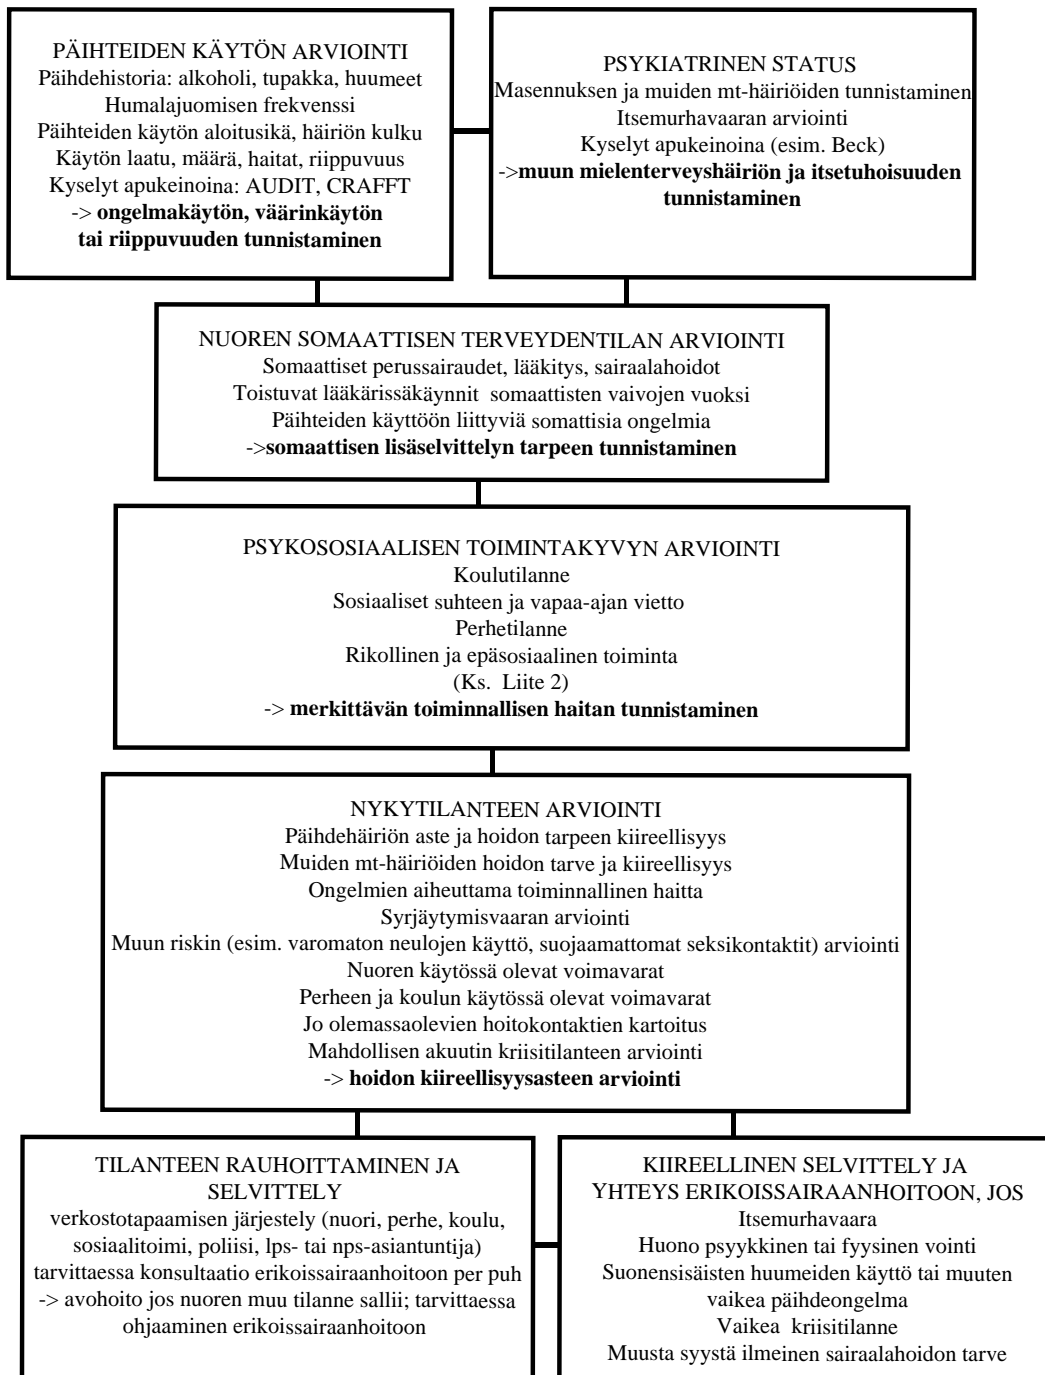 PÄIHTEIDEN KÄYTÖN ARVIOINTI
Päihdehistoria: alkoholi, tupakka, huumeet
Humalajuomisen frekvenssi
Päihteiden käytön aloitusikä, häiriön kulku
Käytön laatu, määrä, haitat, riippuvuus
Kyselyt apukeinoina: AUDIT, CRAFFT
-> ongelmakäytön, väärinkäytön
tai riippuvuuden tunnistaminen
PSYKIATRINEN STATUS
Masennuksen ja muiden mt-häiriöiden tunnistaminen
Itsemurhavaaran arviointi
Kyselyt apukeinoina (esim. Beck)
->muun mielenterveyshäiriön ja itsetuhoisuuden
tunnistaminen
NUOREN SOMAATTISEN TERVEYDENTILAN ARVIOINTI
Somaattiset perussairaudet, lääkitys, sairaalahoidot
Toistuvat lääkärissäkäynnit somaattisten vaivojen vuoksi
Päihteiden käyttöön liittyviä somattisia ongelmia
->somaattisen lisäselvittelyn tarpeen tunnistaminen
PSYKOSOSIAALISEN TOIMINTAKYVYN ARVIOINTI
Koulutilanne
Sosiaaliset suhteen ja vapaa-ajan vietto
Perhetilanne
Rikollinen ja epäsosiaalinen toiminta
(Ks. Liite 2)
-> merkittävän toiminnallisen haitan tunnistaminen
NYKYTILANTEEN ARVIOINTI
Päihdehäiriön aste ja hoidon tarpeen kiireellisyys
Muiden mt-häiriöiden hoidon tarve ja kiireellisyys
Ongelmien aiheuttama toiminnallinen haitta
Syrjäytymisvaaran arviointi
Muun riskin (esim. varomaton neulojen käyttö, suojaamattomat seksikontaktit) arviointi
Nuoren käytössä olevat voimavarat
Perheen ja koulun käytössä olevat voimavarat
Jo olemassaolevien hoitokontaktien kartoitus
Mahdollisen akuutin kriisitilanteen arviointi
-> hoidon kiireellisyysasteen arviointi
TILANTEEN RAUHOITTAMINEN JA
SELVITTELY
verkostotapaamisen järjestely (nuori, perhe, koulu,
sosiaalitoimi, poliisi, lps- tai nps-asiantuntija)
tarvittaessa konsultaatio erikoissairaanhoitoon per puh
-> avohoito jos nuoren muu tilanne sallii; tarvittaessa
ohjaaminen erikoissairaanhoitoon
KIIREELLINEN SELVITTELY JA
YHTEYS ERIKOISSAIRAANHOITOON, JOS
Itsemurhavaara
Huono psyykkinen tai fyysinen vointi
Suonensisäisten huumeiden käyttö tai muuten
vaikea päihdeongelma
Vaikea kriisitilanne
Muusta syystä ilmeinen sairaalahoidon tarve